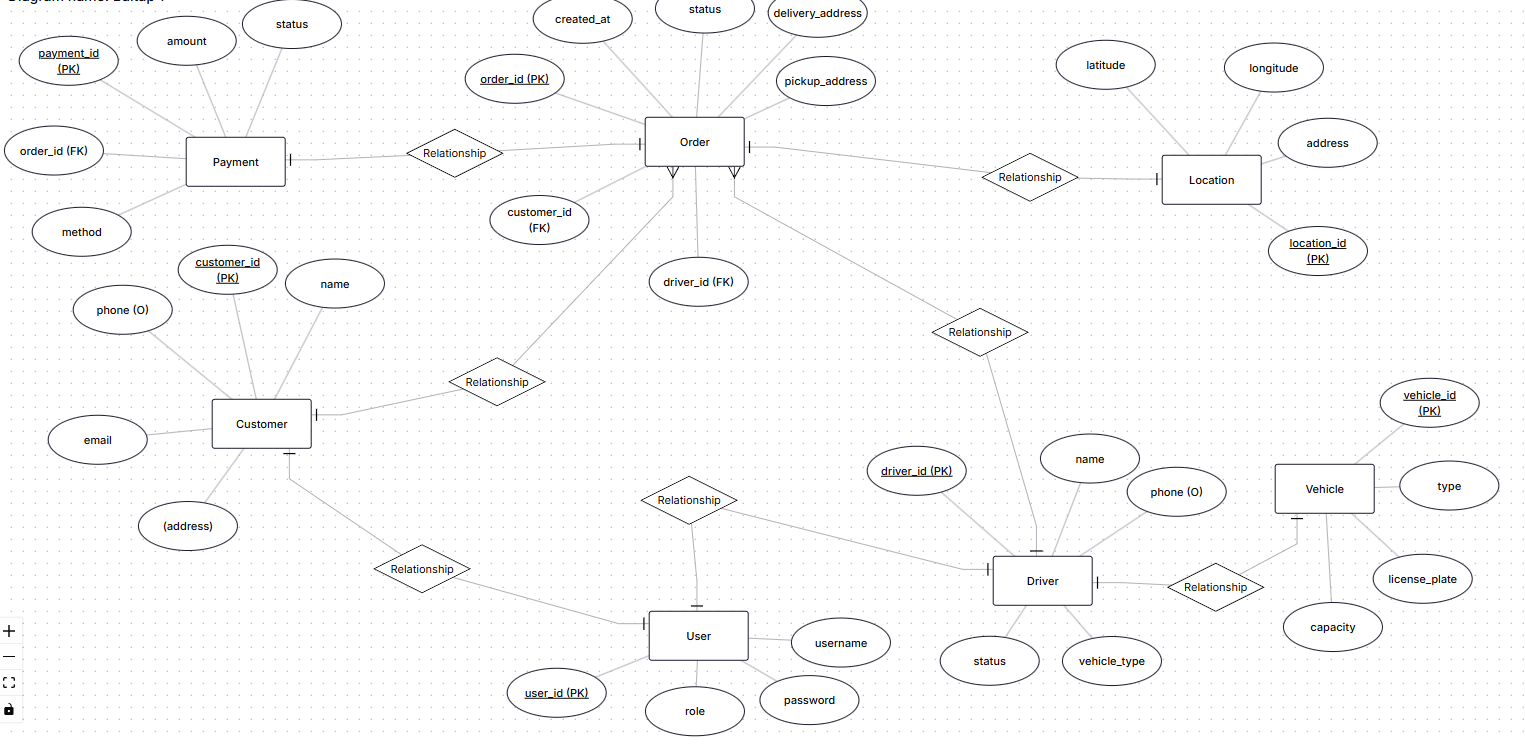 status
amount
payment_id
(PK)
order_id (FK)
Payment
method
Relationship
created_at
status
delivery_address
order_id (PK)
pickup_address
Order
customer_id
(FK)
driver_id (FK)
Relationship
latitude
longitude
address
Location
location_id
(PK)
customer_id
(PK)
name
phone (O)
Customer
email
(address)
Relationship
Relationship
Relationship
Relationship
User
username
user_id (PK)
role
password
driver_id (PK)
name
phone (O)
Driver
status
vehicle_type
Relationship
vehicle_id
(PK)
Vehicle
type
license_plate
capacity